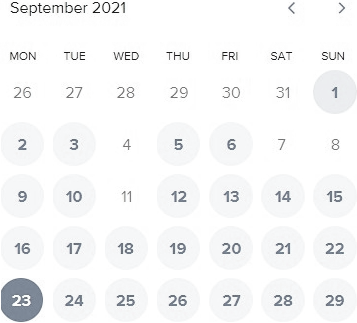 September 2021
MON TUE WED THU FRI SAT SUN
26 27 28 29 30 31 1
2 3 4 5 6 7 8
9 10 11 12 13 14 15
16 17 18 19 20 21 22
23 24 25 26 27 28 29